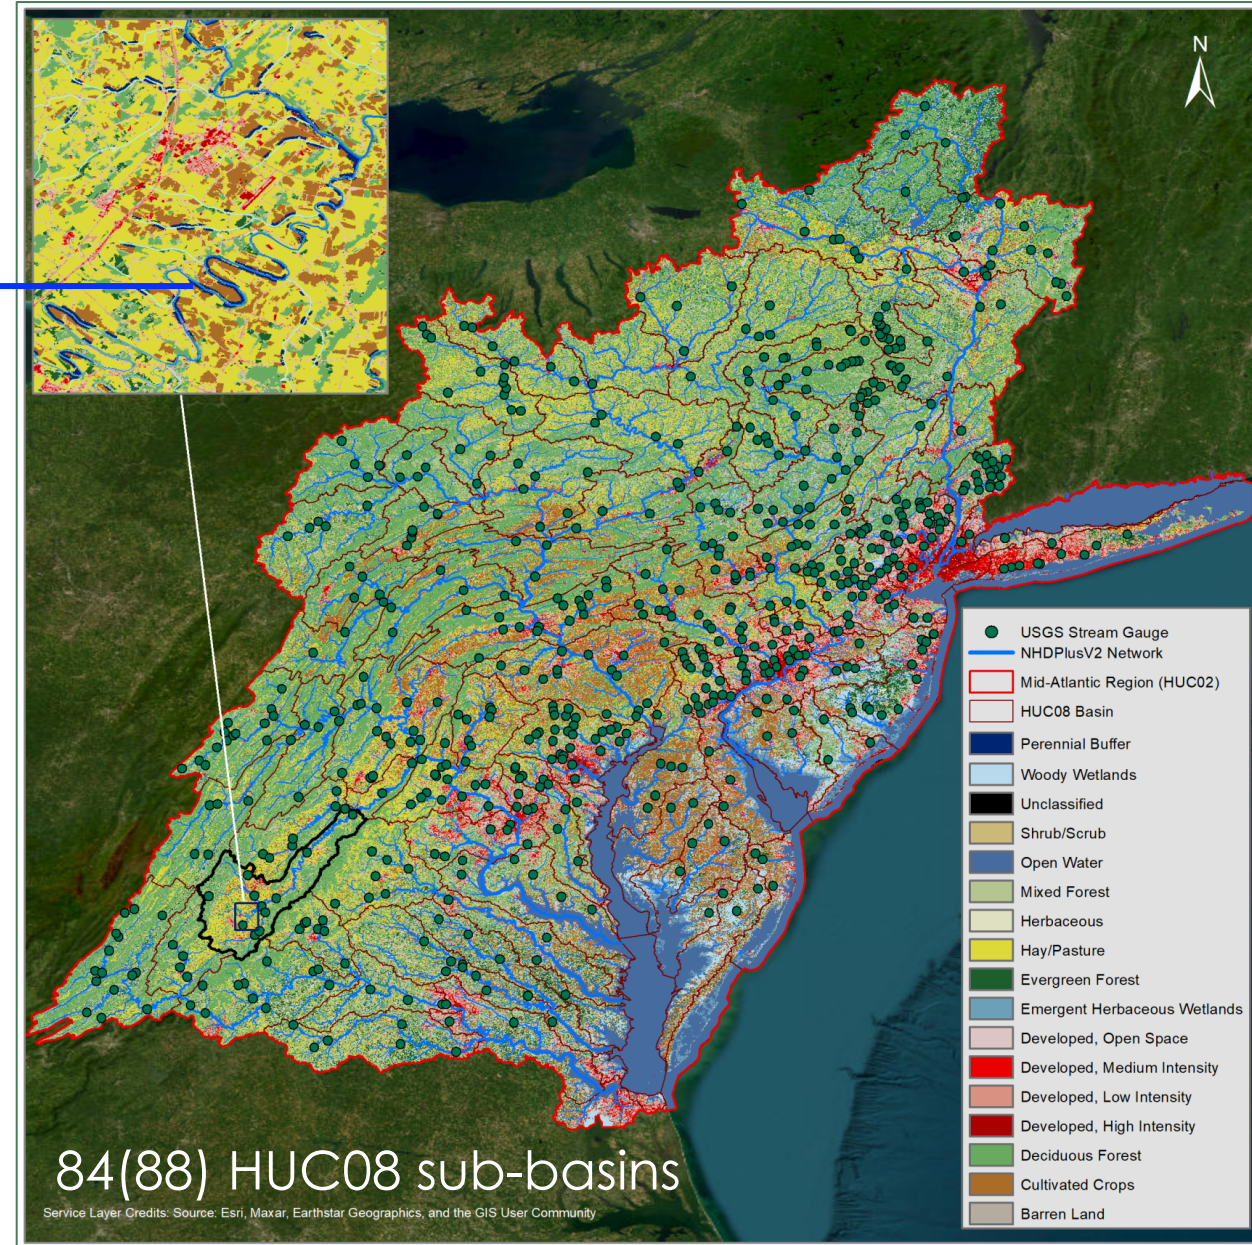 N
USGS Stream Gauge
NHDPlusV2 Network
Mid-Atlantic Region (HUC02)
HUC08 Basin
Perennial Buffer
Woody Wetlands
Unclassified
Shrub/Scrub
Open Water
Mixed Forest
Herbaceous
Hay/Pasture
Evergreen Forest
Emergent Herbaceous Wetlands
Developed, Open Space
Developed, Medium Intensity
Developed, Low Intensity
Developed, High Intensity
Deciduous Forest
Cultivated Crops
Barren Land
84(88) HUC08 sub-basins
Service Layer Credits: Source: Esri, Maxar, Earthstar Geographics, and the GIS User Community